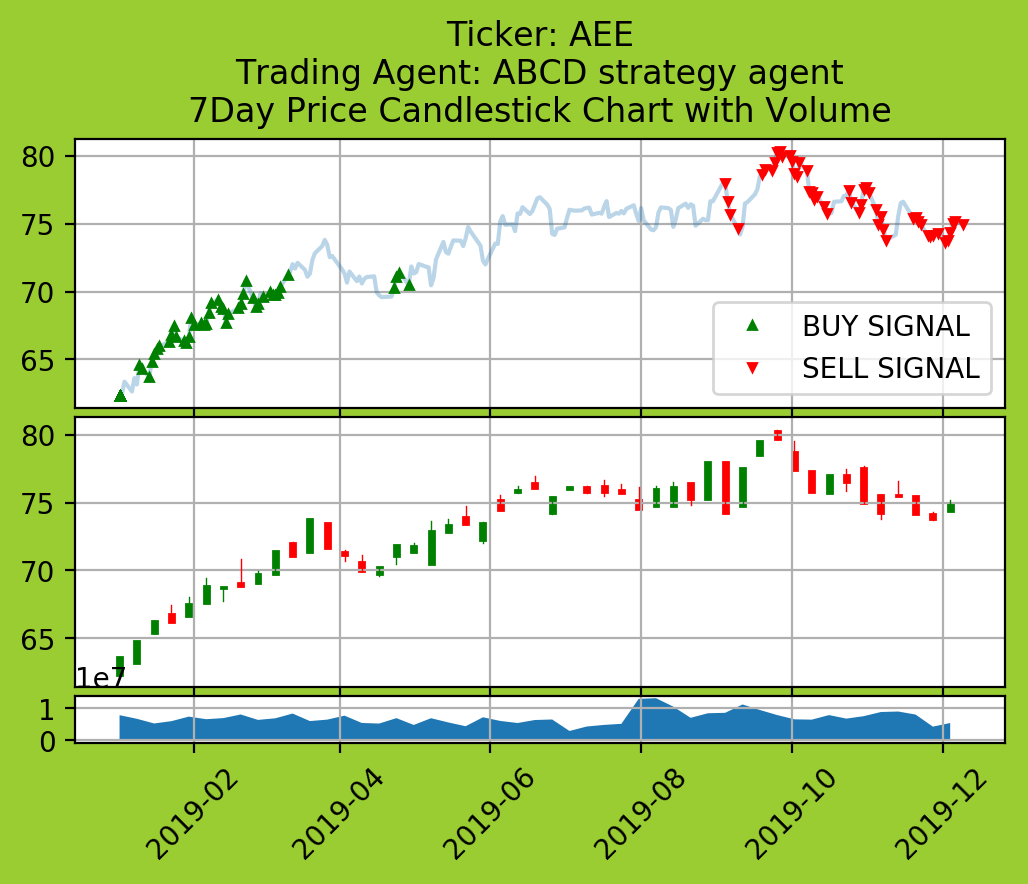 Ticker: AEE
Trading Agent: ABCD strategy agent
7Day Price Candlestick Chart with Volume
80
75
70
65
BUY SIGNAL
SELL SIGNAL
80
75
70
65
1e7
1
0
2019-02
2019-04
2019-06
2019-08
2019-10
2019-12